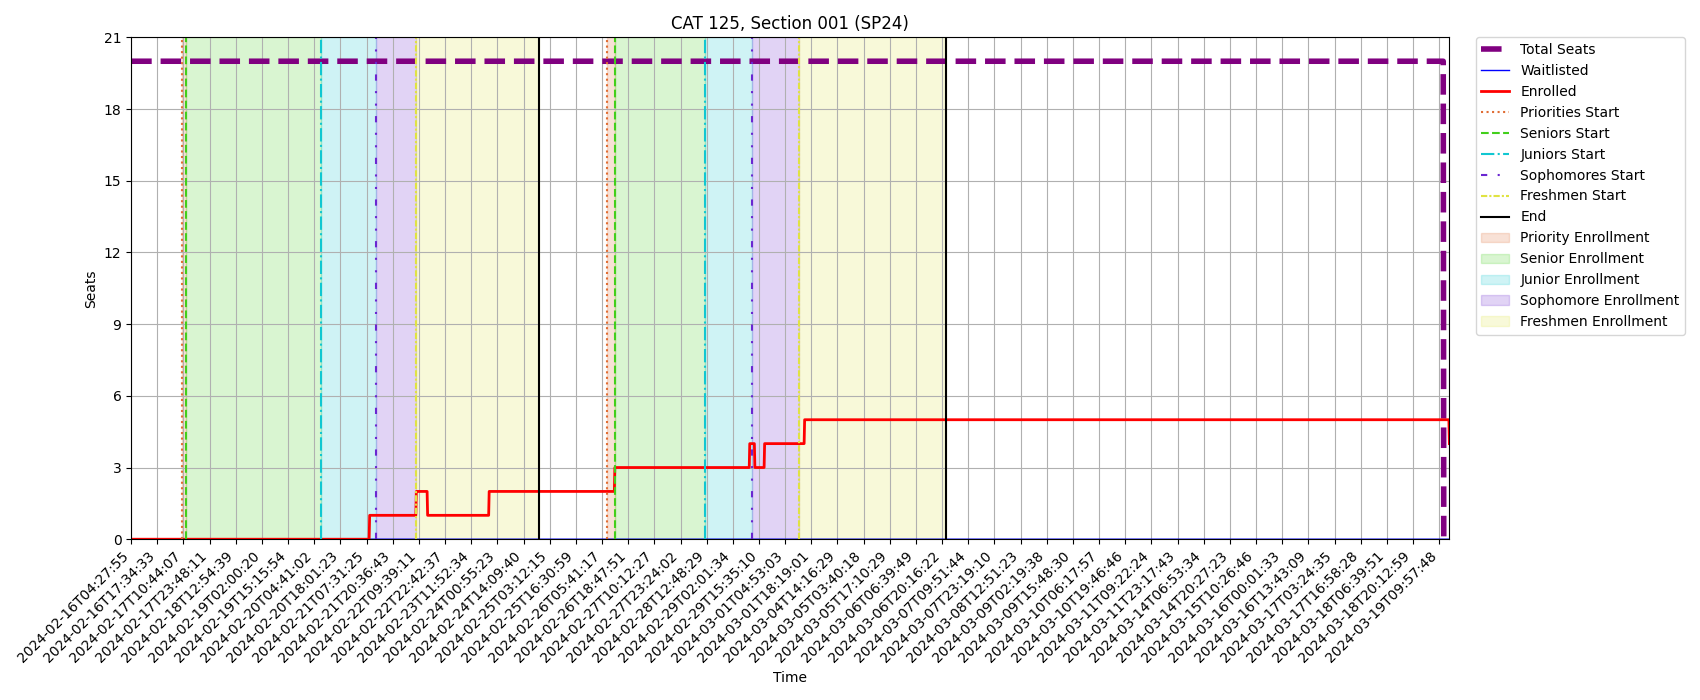 CAT 125, Section 001 (SP24)
21
18
15
12
9
6
3
0
Seats
2024-02-16T04:27:55
2024-02-16T17:34:33
2024-02-17T10:44:07
2024-02-17T23:48:11
2024-02-18T12:54:39
2024-02-19T02:00:20
2024-02-19T15:15:54
2024-02-20T04:41:02
2024-02-20T18:01:23
2024-02-21T07:31:25
2024-02-21T20:36:43
2024-02-22T09:39:11
2024-02-22T22:42:37
2024-02-23T11:52:34
2024-02-24T00:55:23
2024-02-24T14:09:40
2024-02-25T03:12:15
2024-02-25T16:30:59
2024-02-26T05:41:17
2024-02-26T18:47:51
2024-02-27T10:12:27
2024-02-27T23:24:02
2024-02-28T12:48:29
2024-02-29T02:01:34
2024-02-29T15:35:10
2024-03-01T04:53:03
2024-03-01T18:19:01
2024-03-04T14:16:29
2024-03-05T03:40:18
2024-03-05T17:10:29
2024-03-06T06:39:49
2024-03-06T20:16:22
2024-03-07T09:51:44
2024-03-07T23:19:10
2024-03-08T12:51:23
2024-03-09T02:19:38
2024-03-09T15:48:30
2024-03-10T06:17:57
2024-03-10T19:46:46
2024-03-11T09:22:24
2024-03-11T23:17:43
2024-03-14T06:53:34
2024-03-14T20:27:23
2024-03-15T10:26:46
2024-03-16T00:01:33
2024-03-16T13:43:09
2024-03-17T03:24:35
2024-03-17T16:58:28
2024-03-18T06:39:51
2024-03-18T20:12:59
2024-03-19T09:57:48
Time
Total Seats
Waitlisted
Enrolled
Priorities Start
Seniors Start
Juniors Start
Sophomores Start
Freshmen Start
End
Priority Enrollment
Senior Enrollment
Junior Enrollment
Sophomore Enrollment
Freshmen Enrollment